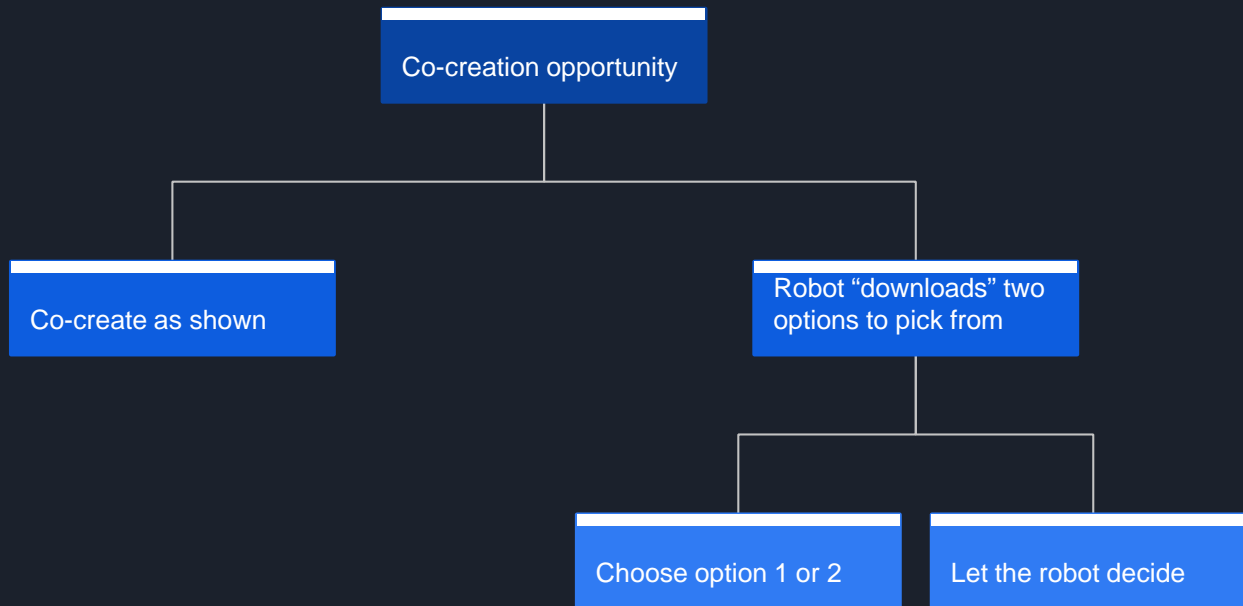 Co-creation opportunity
Co-create as shown
Robot “downloads” two
options to pick from
Choose option 1 or 2
Let the robot decide